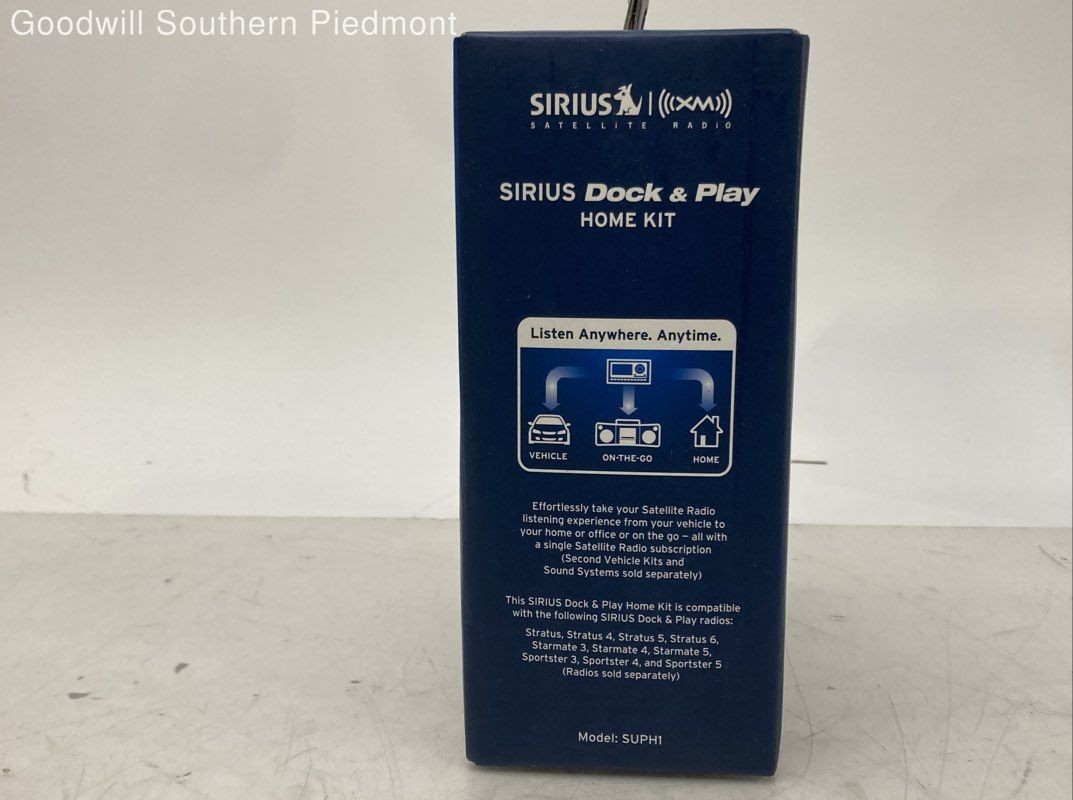 Goodwill Southern Piedmont
SIRIUS | ((XM))
SATELLITE RADIO
SIRIUS Dock & Play
HOME KIT
Listen Anywhere. Anytime.
VEHICLE ON-THE-GO HOME
Effortlessly take your Satellite Radio
listening experience from your vehicle to
your home or office or on the go – all with
a single Satellite Radio subscription
(Second Vehicle Kits and
Sound Systems sold separately)
This SIRIUS Dock & Play Home Kit is compatible
with the following SIRIUS Dock & Play radios:
Stratus, Stratus 4, Stratus 5, Stratus 6,
Starmate 3, Starmate 4, Starmate 5,
Sportster 3, Sportster 4, and Sportster 5
(Radios sold separately)
Model: SUPH1